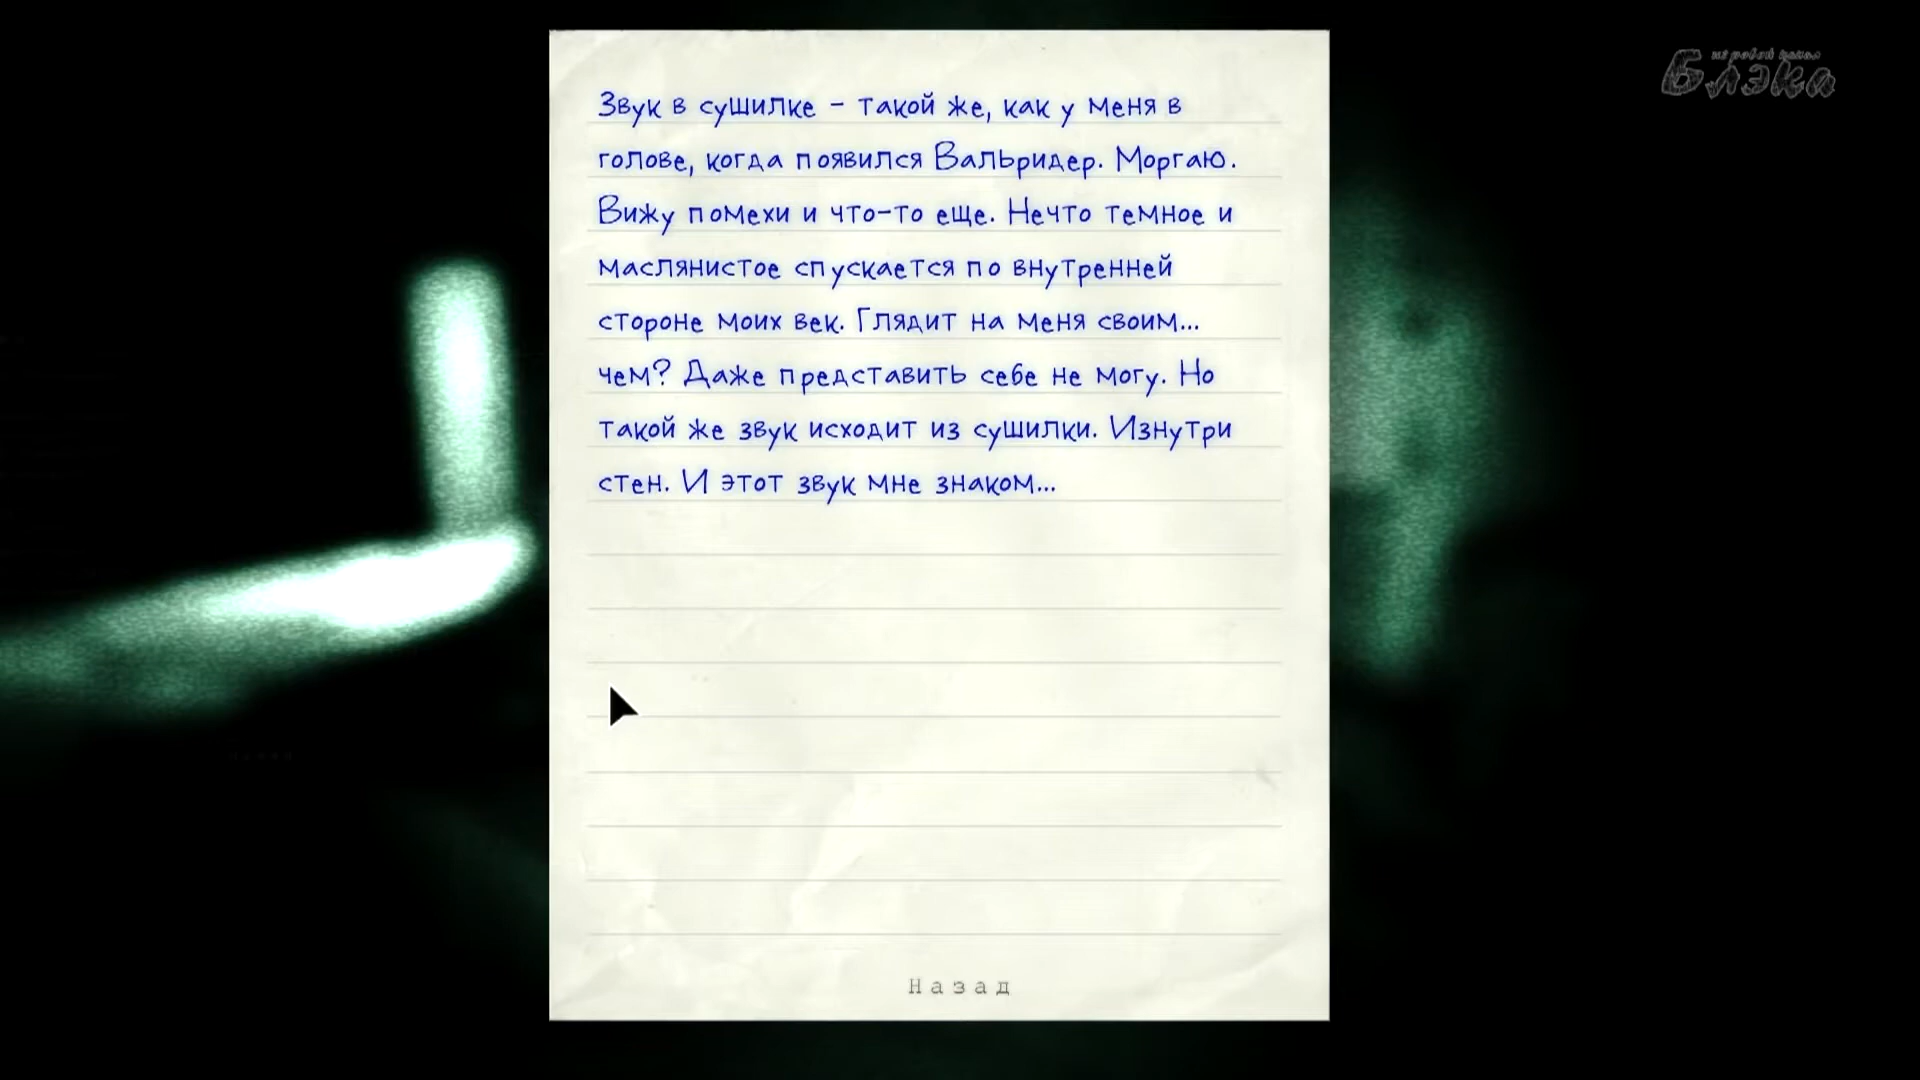 игровой канал
Блэка
Звук в сушилке - такой же, как у меня в
голове, когда появился Вальридер. Моргаю.
Вижу помехи и что-то еще. Нечто темное и
маслянистое спускается по внутренней
стороне моих век. Глядит на меня своим...
чем? Даже представить себе не могу. Но
такой же звук исходит из сушилки. Изнутри
стен. И этот звук мне знаком...
Назад